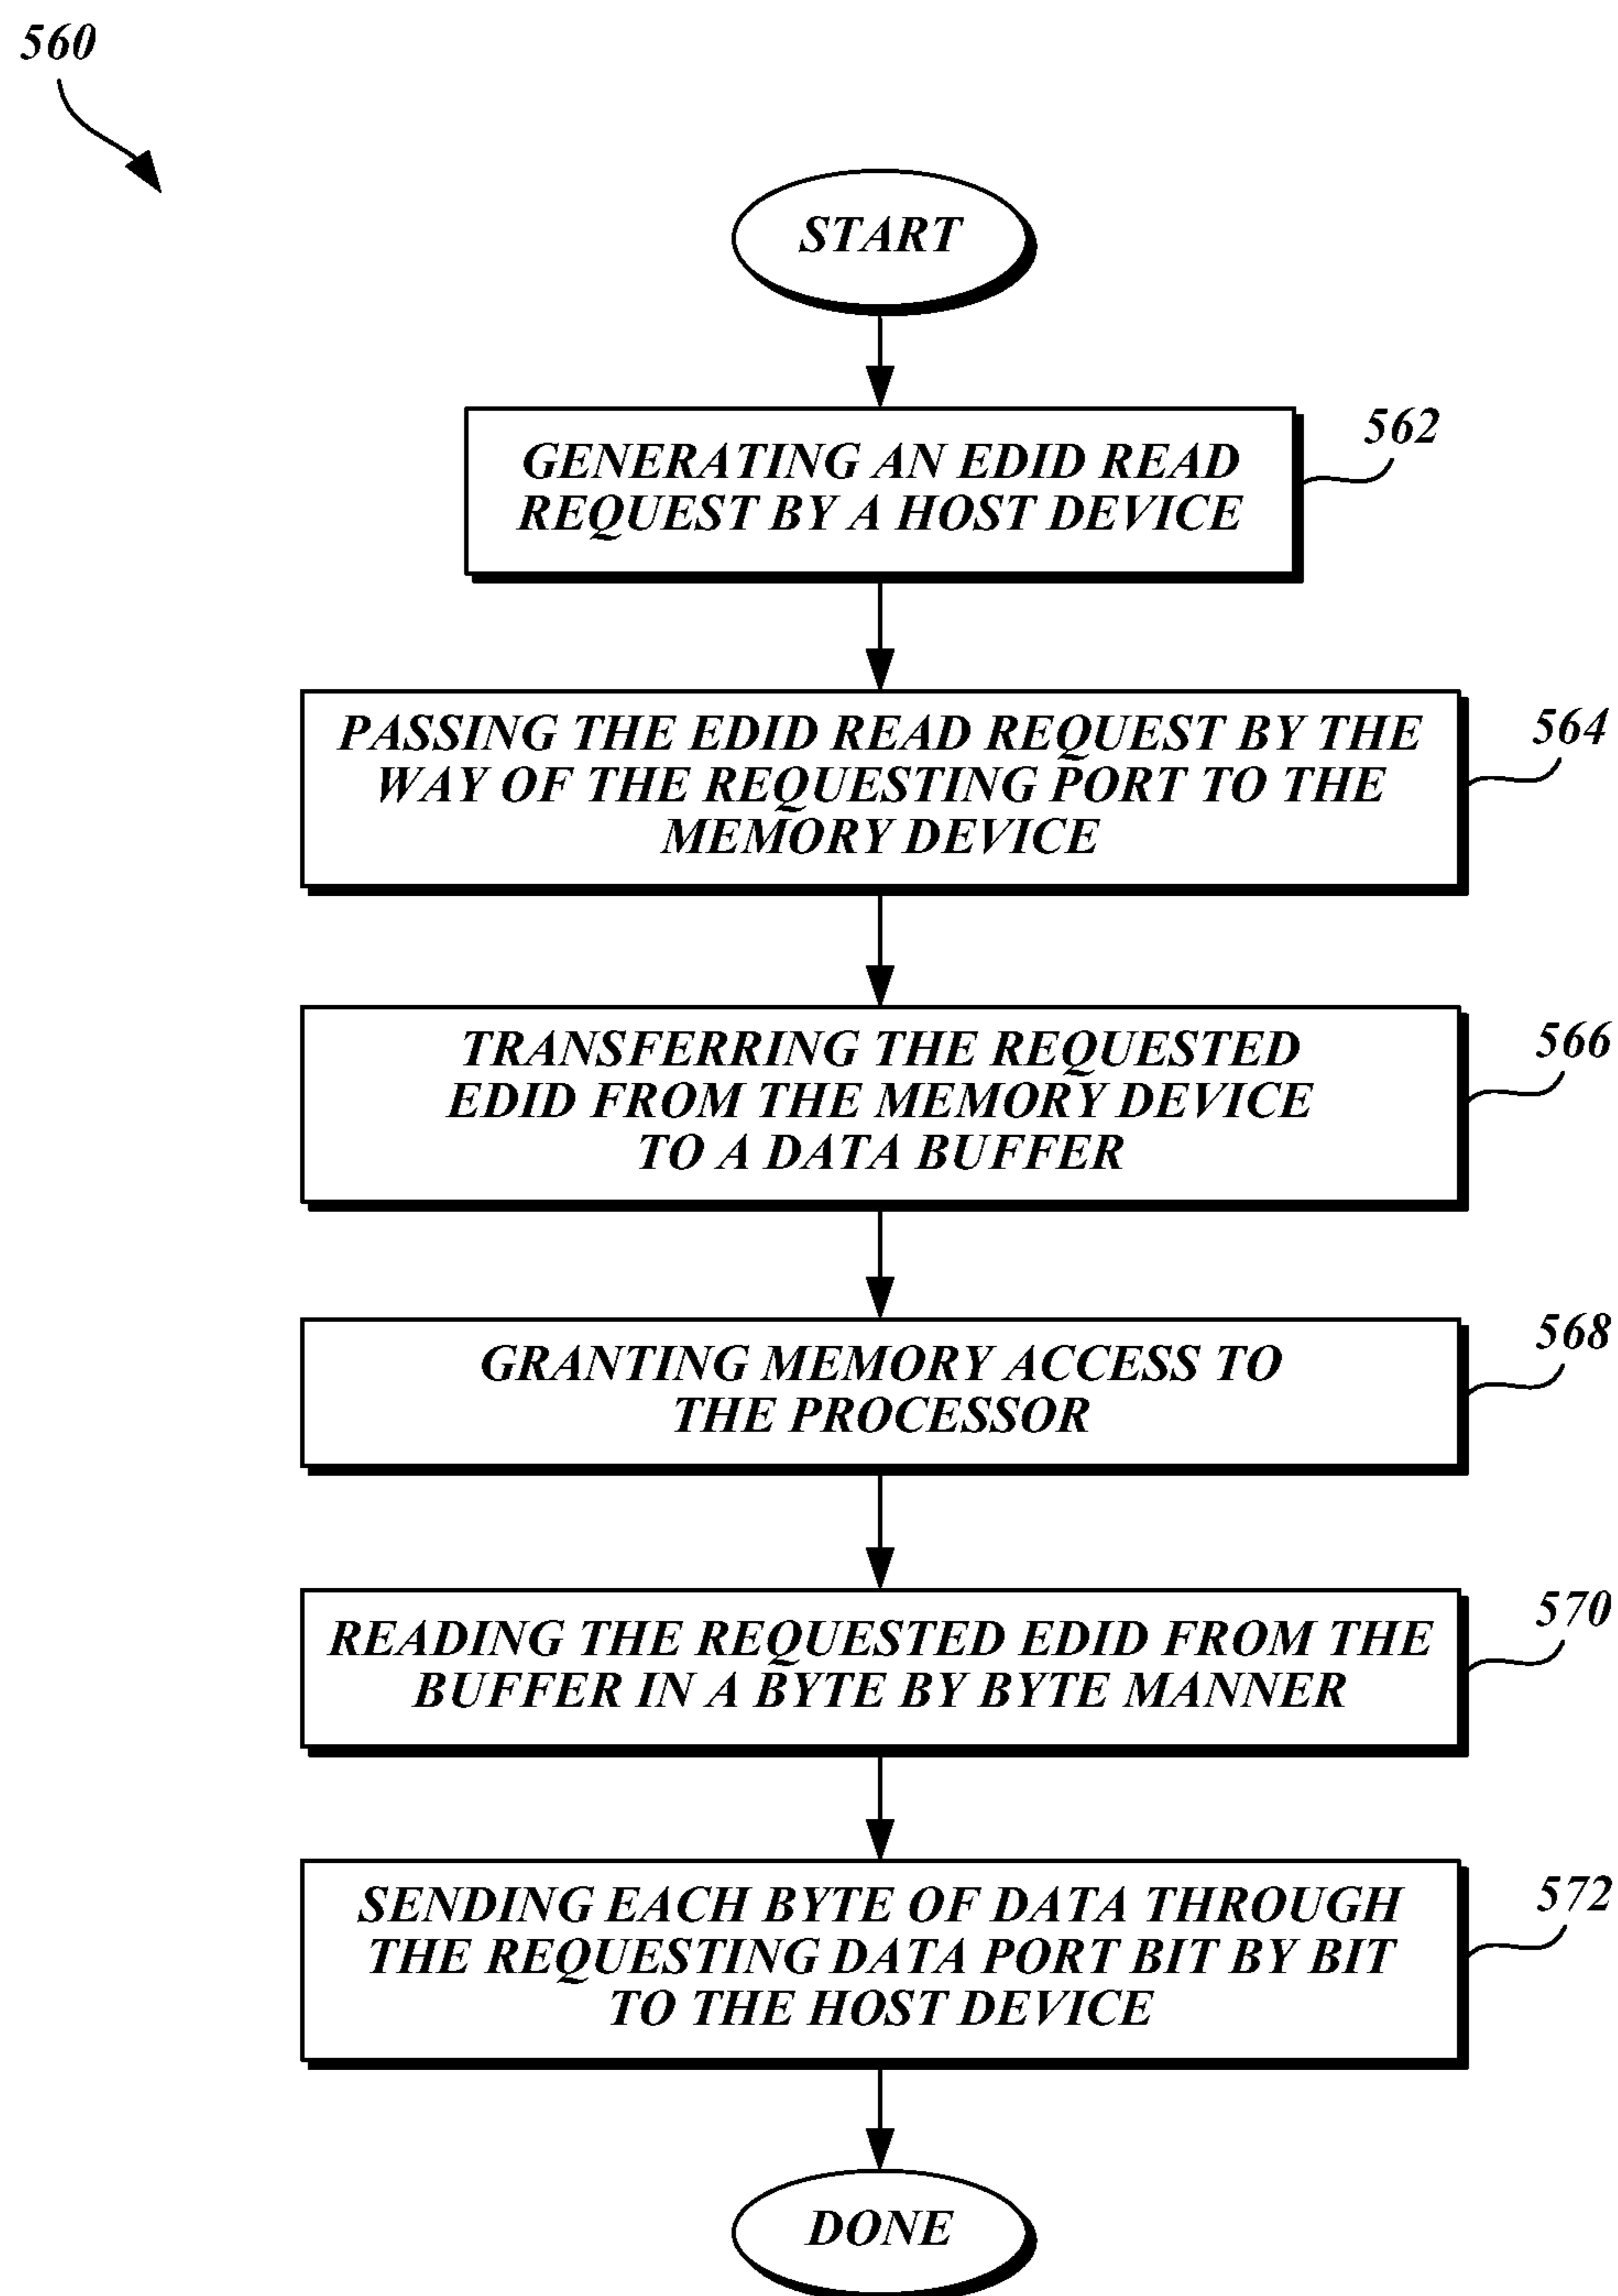 560
START
GENERATING AN EDID READ
REQUEST BY A HOST DEVICE
562
PASSING THE EDID READ REQUEST BY THE
WAY OF THE REQUESTING PORT TO THE
MEMORY DEVICE
564
TRANSFERRING THE REQUESTED
EDID FROM THE MEMORY DEVICE
TO A DATA BUFFER
566
GRANTING MEMORY ACCESS TO
THE PROCESSOR
568
READING THE REQUESTED EDID FROM THE
BUFFER IN A BYTE BY BYTE MANNER
570
SENDING EACH BYTE OF DATA THROUGH
THE REQUESTING DATA PORT BIT BY BIT
TO THE HOST DEVICE
572
DONE